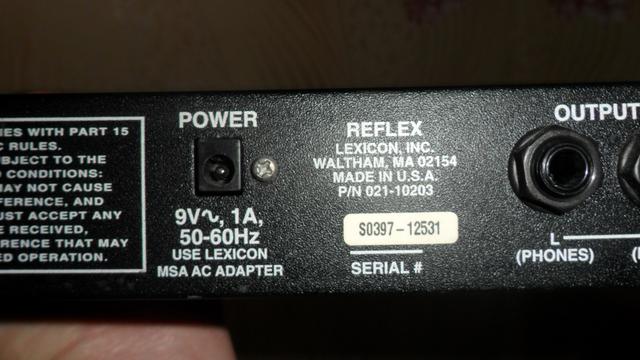 IES WITH PART 15
C RULES.
BJECT TO THE
D CONDITIONS:
MAY NOT CAUSE
FERENCE, AND
UST ACCEPT ANY
E RECEIVED,
ERENCE THAT MAY
ED OPERATION.
POWER
9V∿, 1A,
50-60Hz
USE LEXICON
MSA AC ADAPTER
REFLEX
LEXICON, INC.
WALTHAM, MA 02154
MADE IN U.S.A.
P/N 021-10203
S0397-12531
SERIAL #
OUTPUT
L
(PHONES)